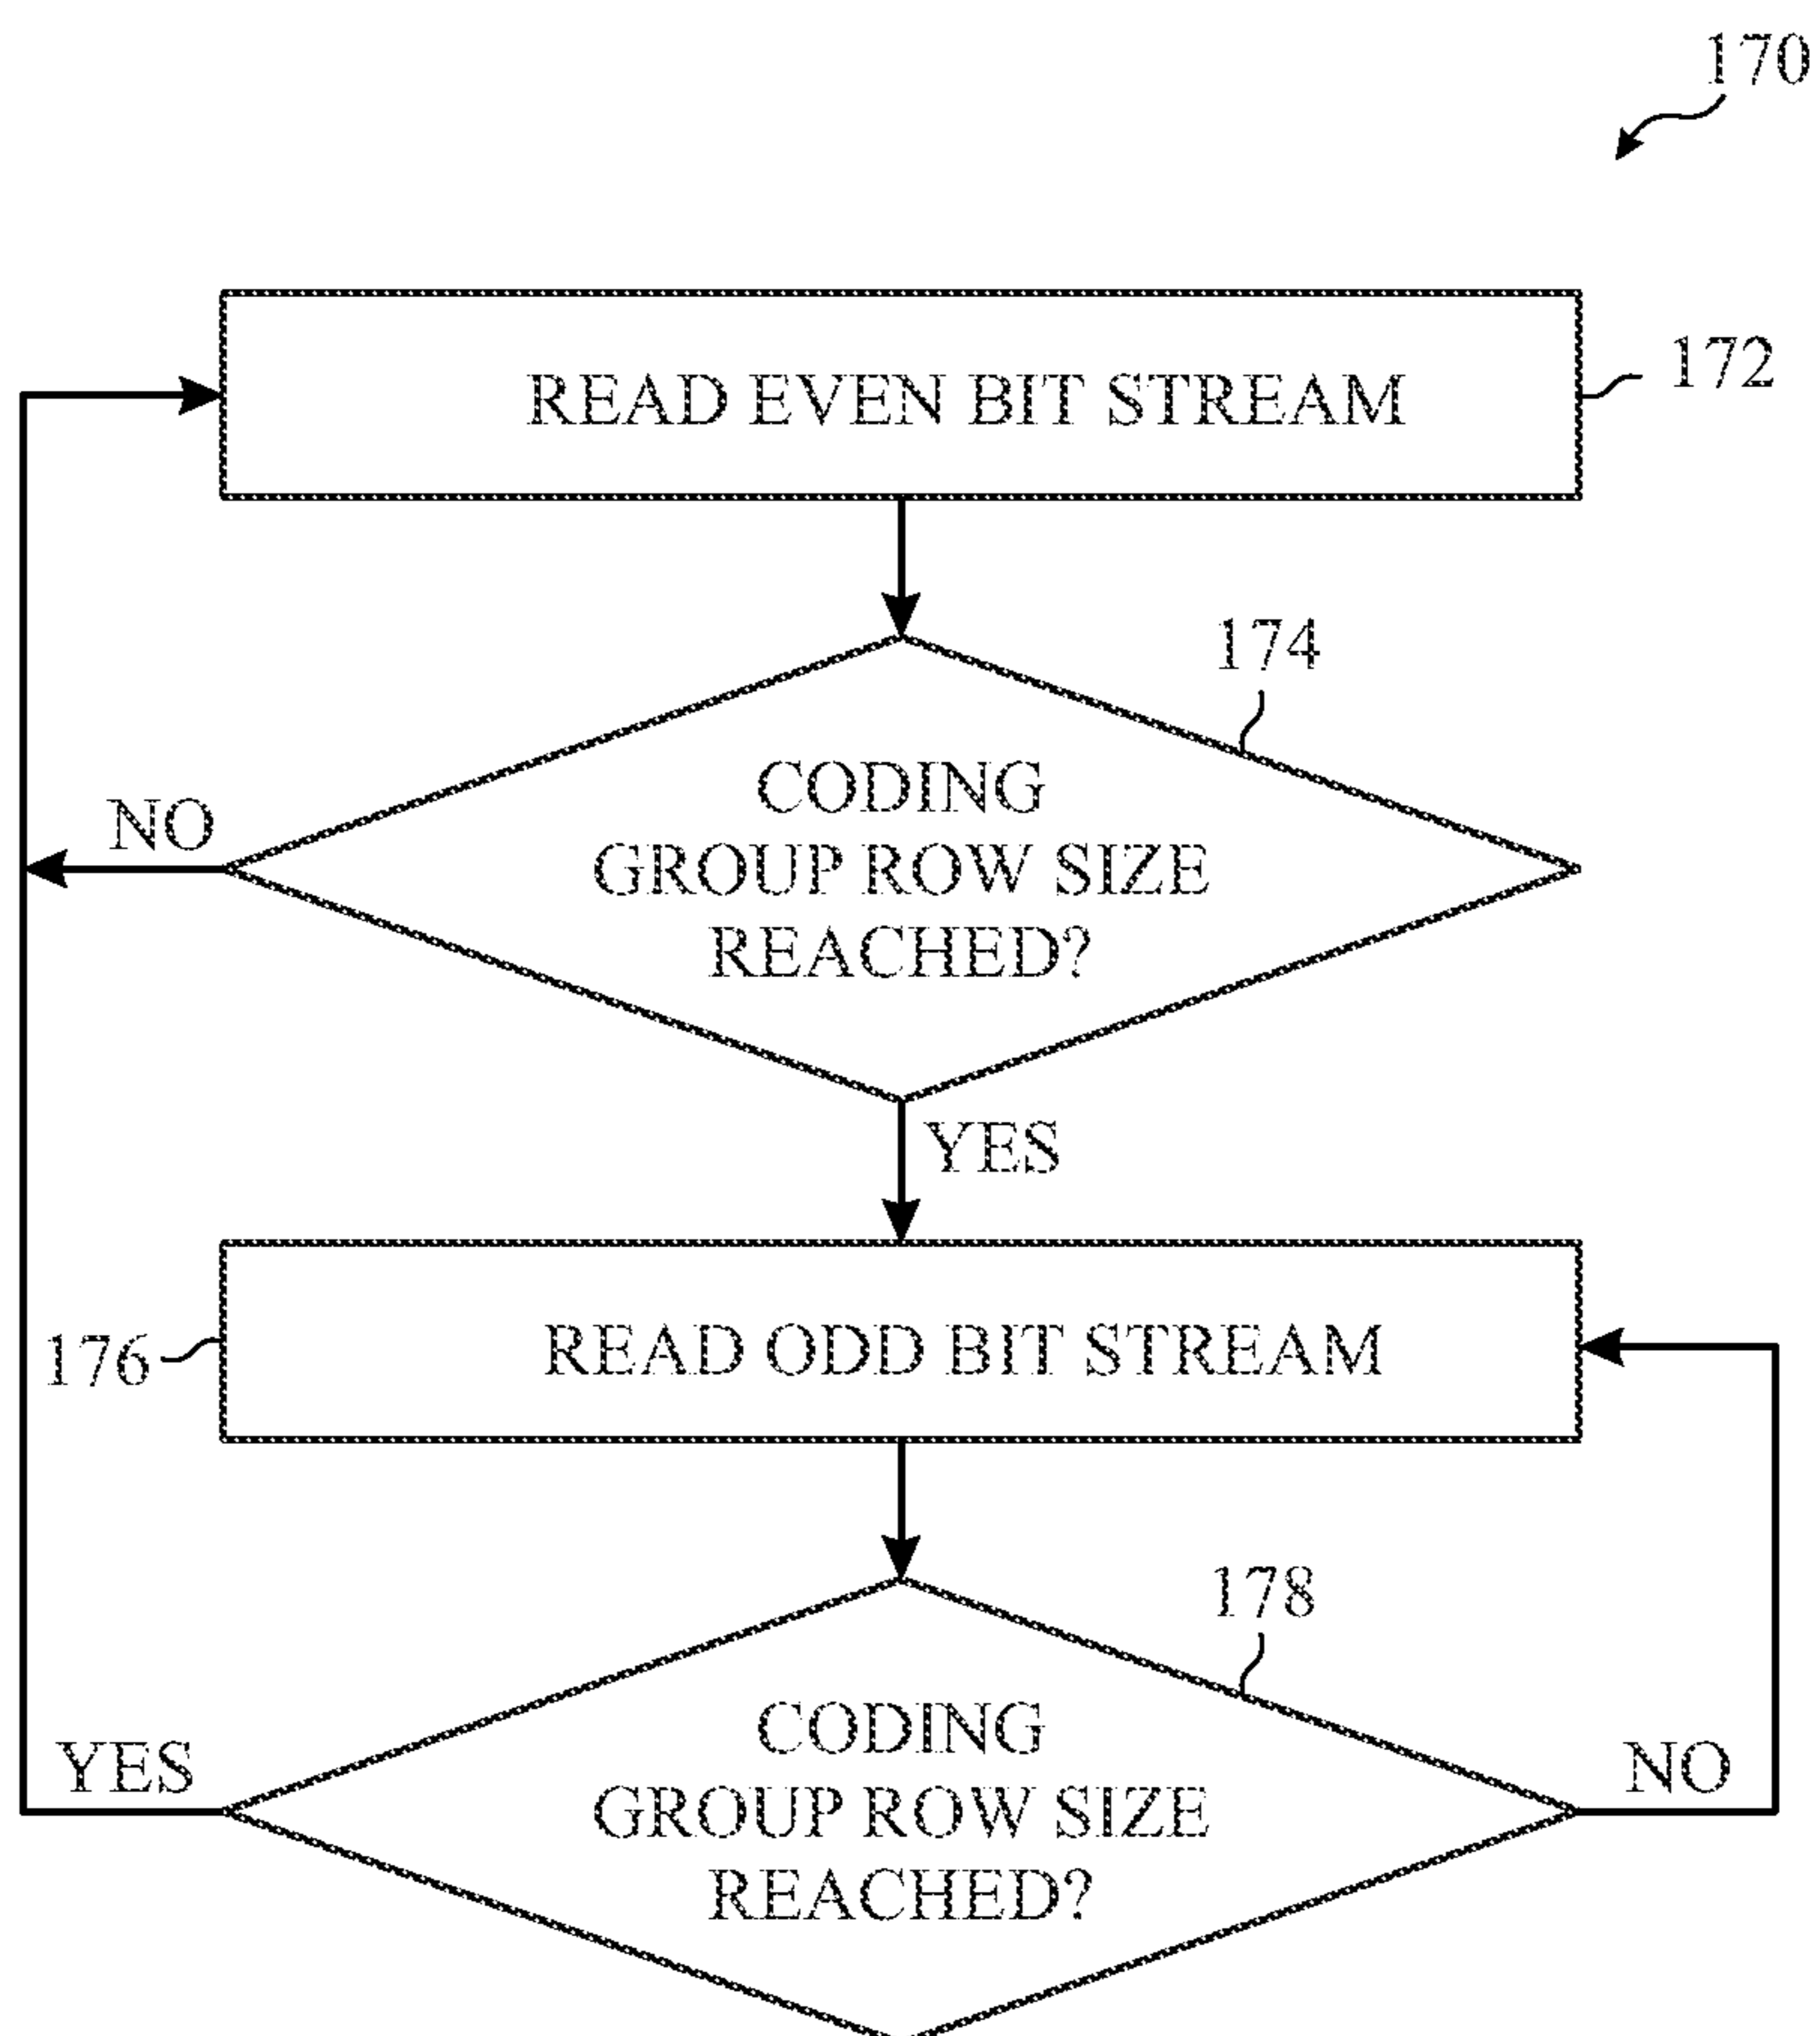 170
READ EVEN BIT STREAM
172
174
CODING
GROUP ROW SIZE
REACHED?
NO
YES
READ ODD BIT STREAM
176
178
CODING
GROUP ROW SIZE
REACHED?
YES
NO